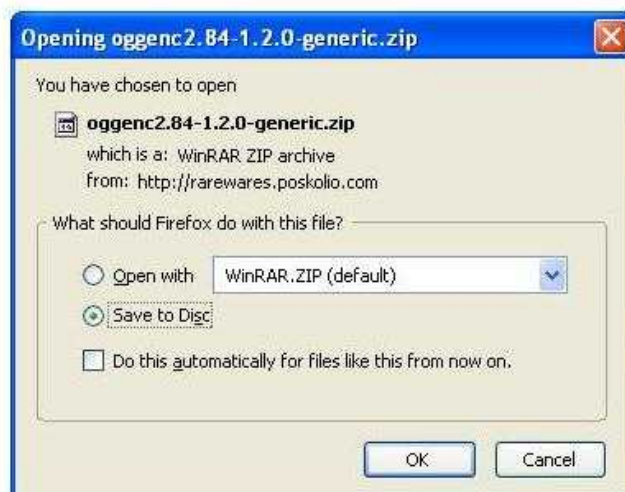 Opening oggenc2.84-1.2.0-generic.zip
You have chosen to open
oggenc2.84-1.2.0-generic.zip
which is a: WinRAR ZIP archive
from: http://rarewares.poskolio.com
What should Firefox do with this file?
Open with WinRAR.ZIP (default)
Save to Disc
Do this automatically for files like this from now on.
OK Cancel